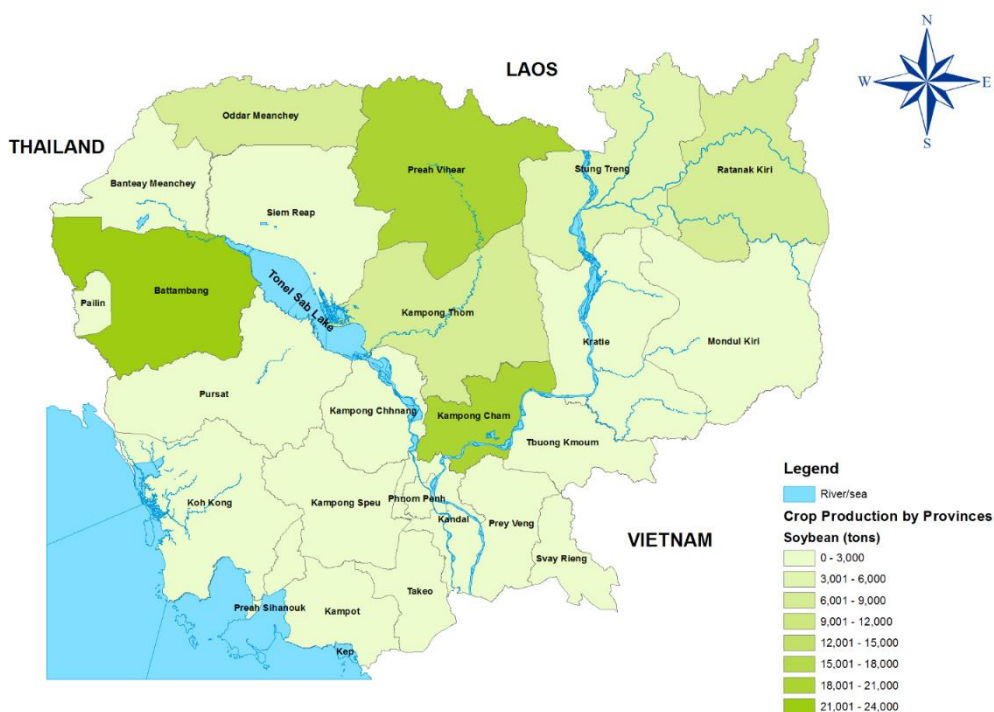 N
W
E
S
LAOS
THAILAND
VIETNAM
Oddar Meanchey
Preah Vihear
Stung Treng
Ratanak Kiri
Banteay Meanchey
Siem Reap
Battambang
Pailin
Tonel Sab Lake
Kampong Thom
Kratie
Mondul Kiri
Pursat
Kampong Chhnang
Kampong Cham
Tbuong Kmoum
Koh Kong
Kampong Speu
Phnom Penh
Kandal
Prey Veng
Svay Rieng
Takeo
Preah Sihanouk
Kampot
Kep
Legend
River/sea
Crop Production by Provinces
Soybean (tons)
0 - 3,000
3,001 - 6,000
6,001 - 9,000
9,001 - 12,000
12,001 - 15,000
15,001 - 18,000
18,001 - 21,000
21,001 - 24,000